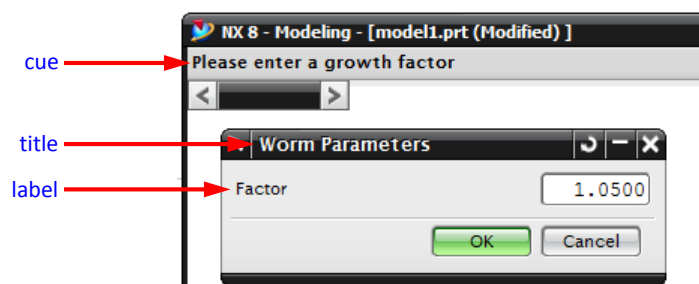 NX 8 - Modeling - [model1.prt (Modified) ]
cue
Please enter a growth factor
title
Worm Parameters
label
Factor
1.0500
OK
Cancel